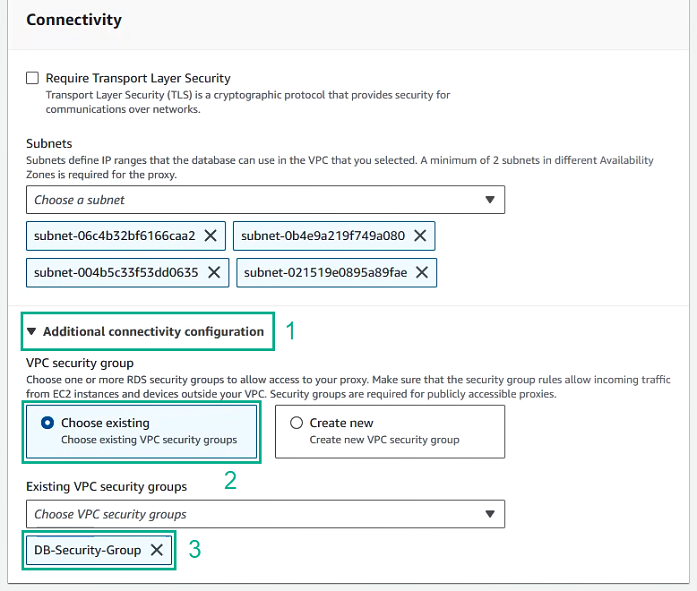 Connectivity
Require Transport Layer Security
Transport Layer Security (TLS) is a cryptographic protocol that provides security for
communications over networks.
Subnets
Subnets define IP ranges that the database can use in the VPC that you selected. A minimum of 2 subnets in different Availability
Zones is required for the proxy.
Choose a subnet
subnet-06c4b32bf6166caa2 subnet-0b4e9a219f749a080
subnet-004b5c33f53dd0635 subnet-021519e0895a89fae
Additional connectivity configuration 1
VPC security group
Choose one or more RDS security groups to allow access to your proxy. Make sure that the security group rules allow incoming traffic
from EC2 instances and devices outside your VPC. Security groups are required for publicly accessible proxies.
Choose existing Create new
Choose existing VPC security groups Create new VPC security group
2
Existing VPC security groups
Choose VPC security groups
DB-Security-Group 3